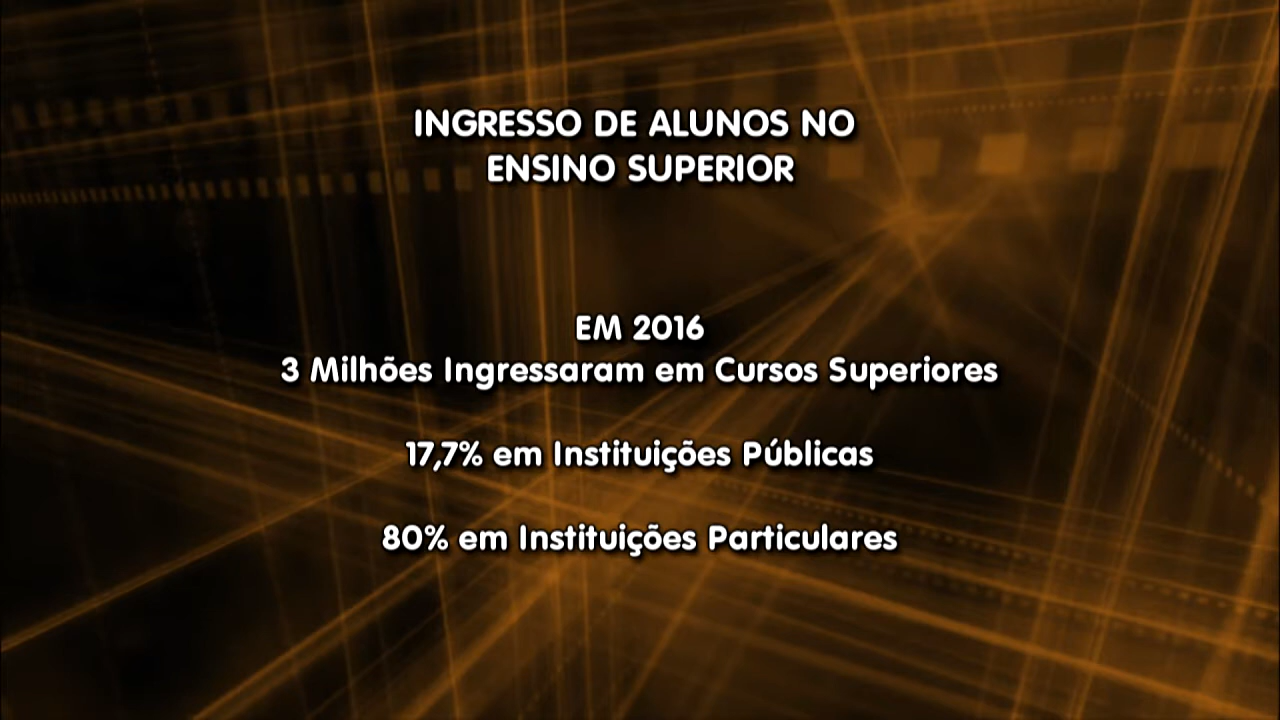 INGRESSO DE ALUNOS NO
ENSINO SUPERIOR
EM 2016
3 Milhões Ingressaram em Cursos Superiores
17,7% em Instituições Públicas
80% em Instituições Particulares